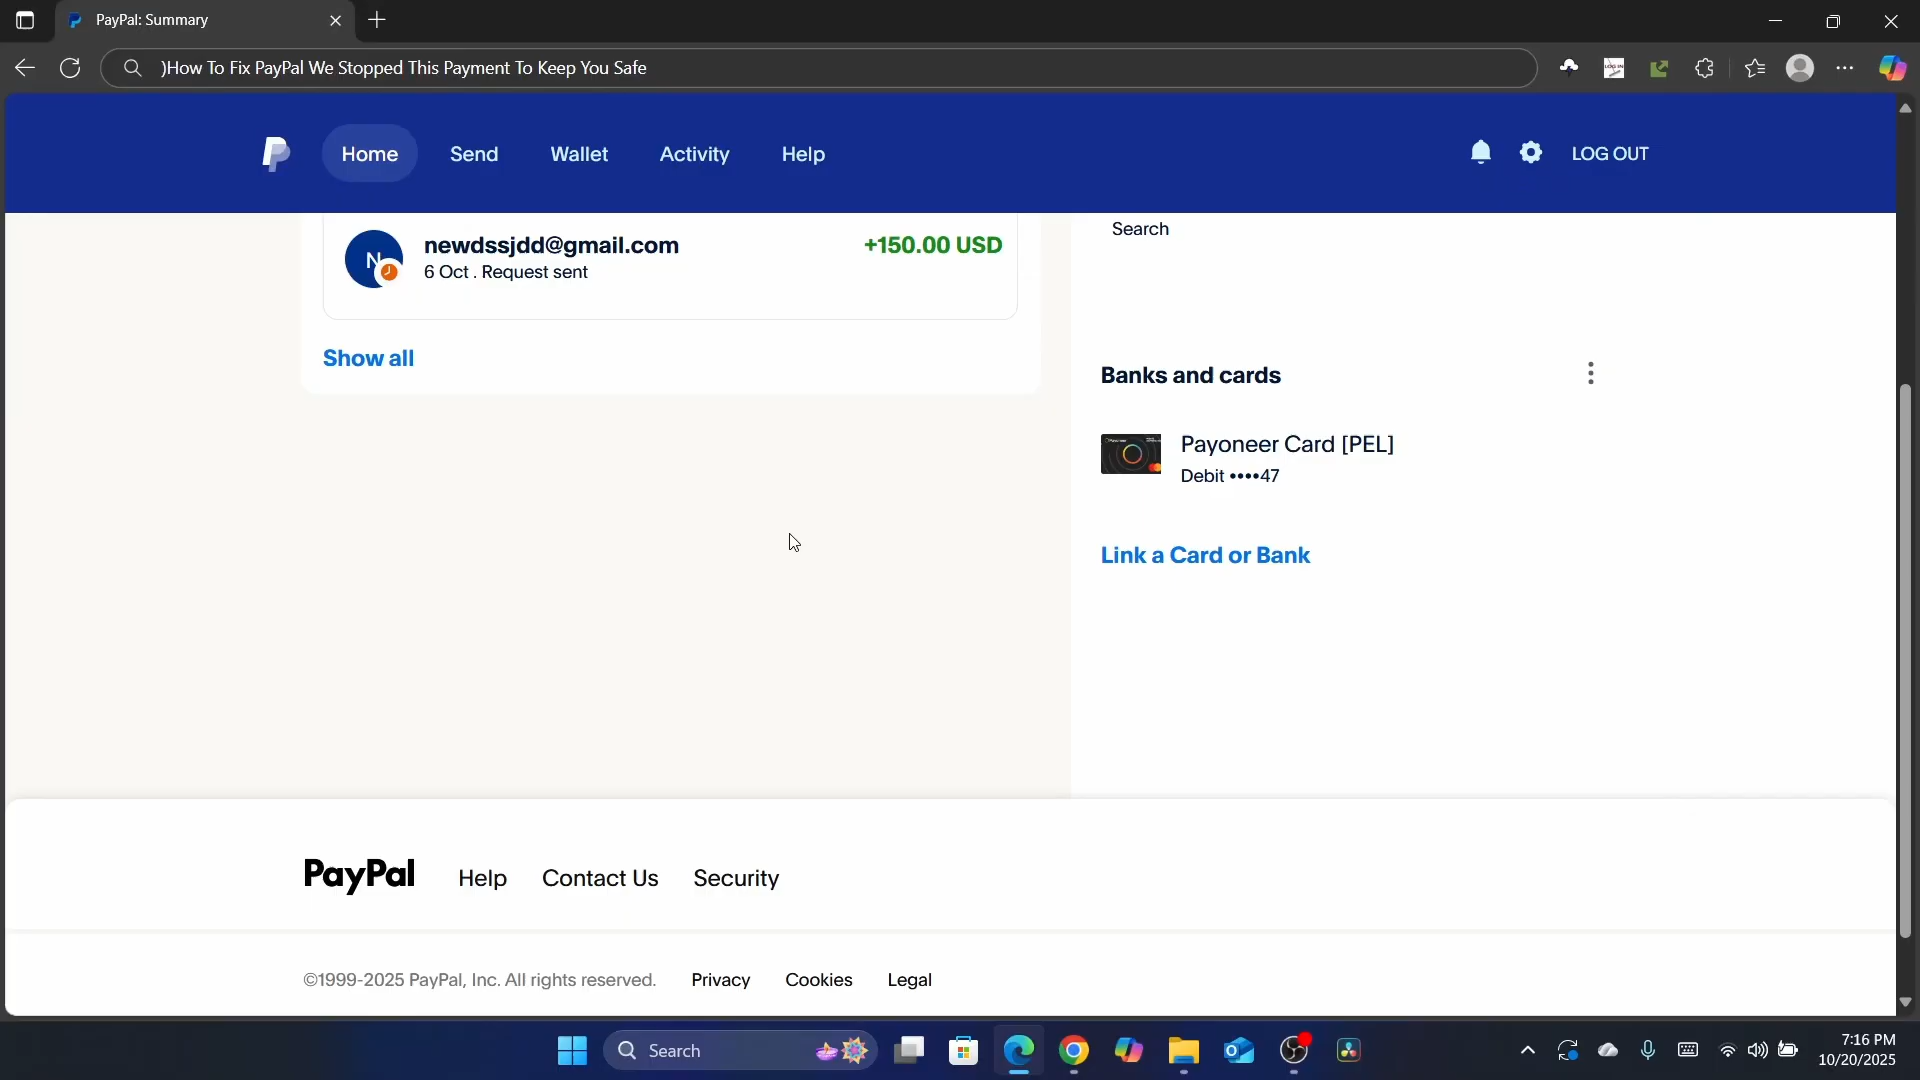 PayPal: Summary
)How To Fix PayPal We Stopped This Payment To Keep You Safe
Home Send Wallet Activity Help LOG OUT
newdssjdd@gmail.com +150.00 USD
6 Oct . Request sent
Show all
Search
Banks and cards
Payoneer Card [PEL]
Debit ••••47
Link a Card or Bank
PayPal Help Contact Us Security
©1999-2025 PayPal, Inc. All rights reserved. Privacy Cookies Legal
Search
7:16 PM
10/20/2025